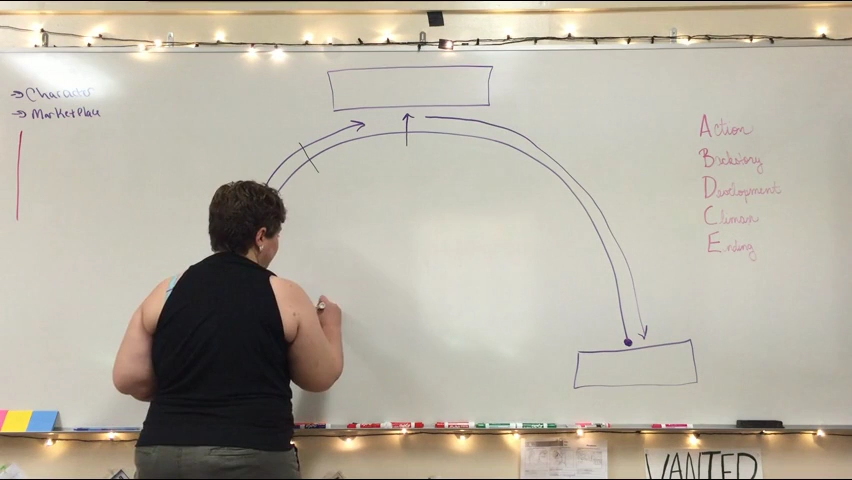 → Character
→ Marketplace
Action
Backstory
Development
Climax
Ending
WANTED